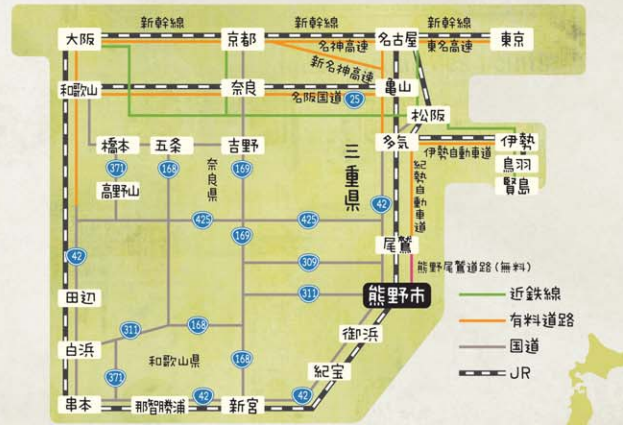 新幹線 新幹線 新幹線
大阪 京都 名古屋 東京
名神高速 東名高速
新名神高速
和歌山 奈良 亀山
名阪国道 25
松阪
橋本 五条 吉野 多気 伊勢
伊勢自動車道
371 168 169
奈良県
三重県
紀勢自動車道
鳥羽
高野山
賢島
42
425 425
169
尾鷲
42
309
熊野尾鷲道路(無料)
311
熊野市
近鉄線
田辺
有料道路
311 168
御浜
国道
白浜
和歌山県
168
371
紀宝
JR
42 42
串本 那智勝浦 新宮